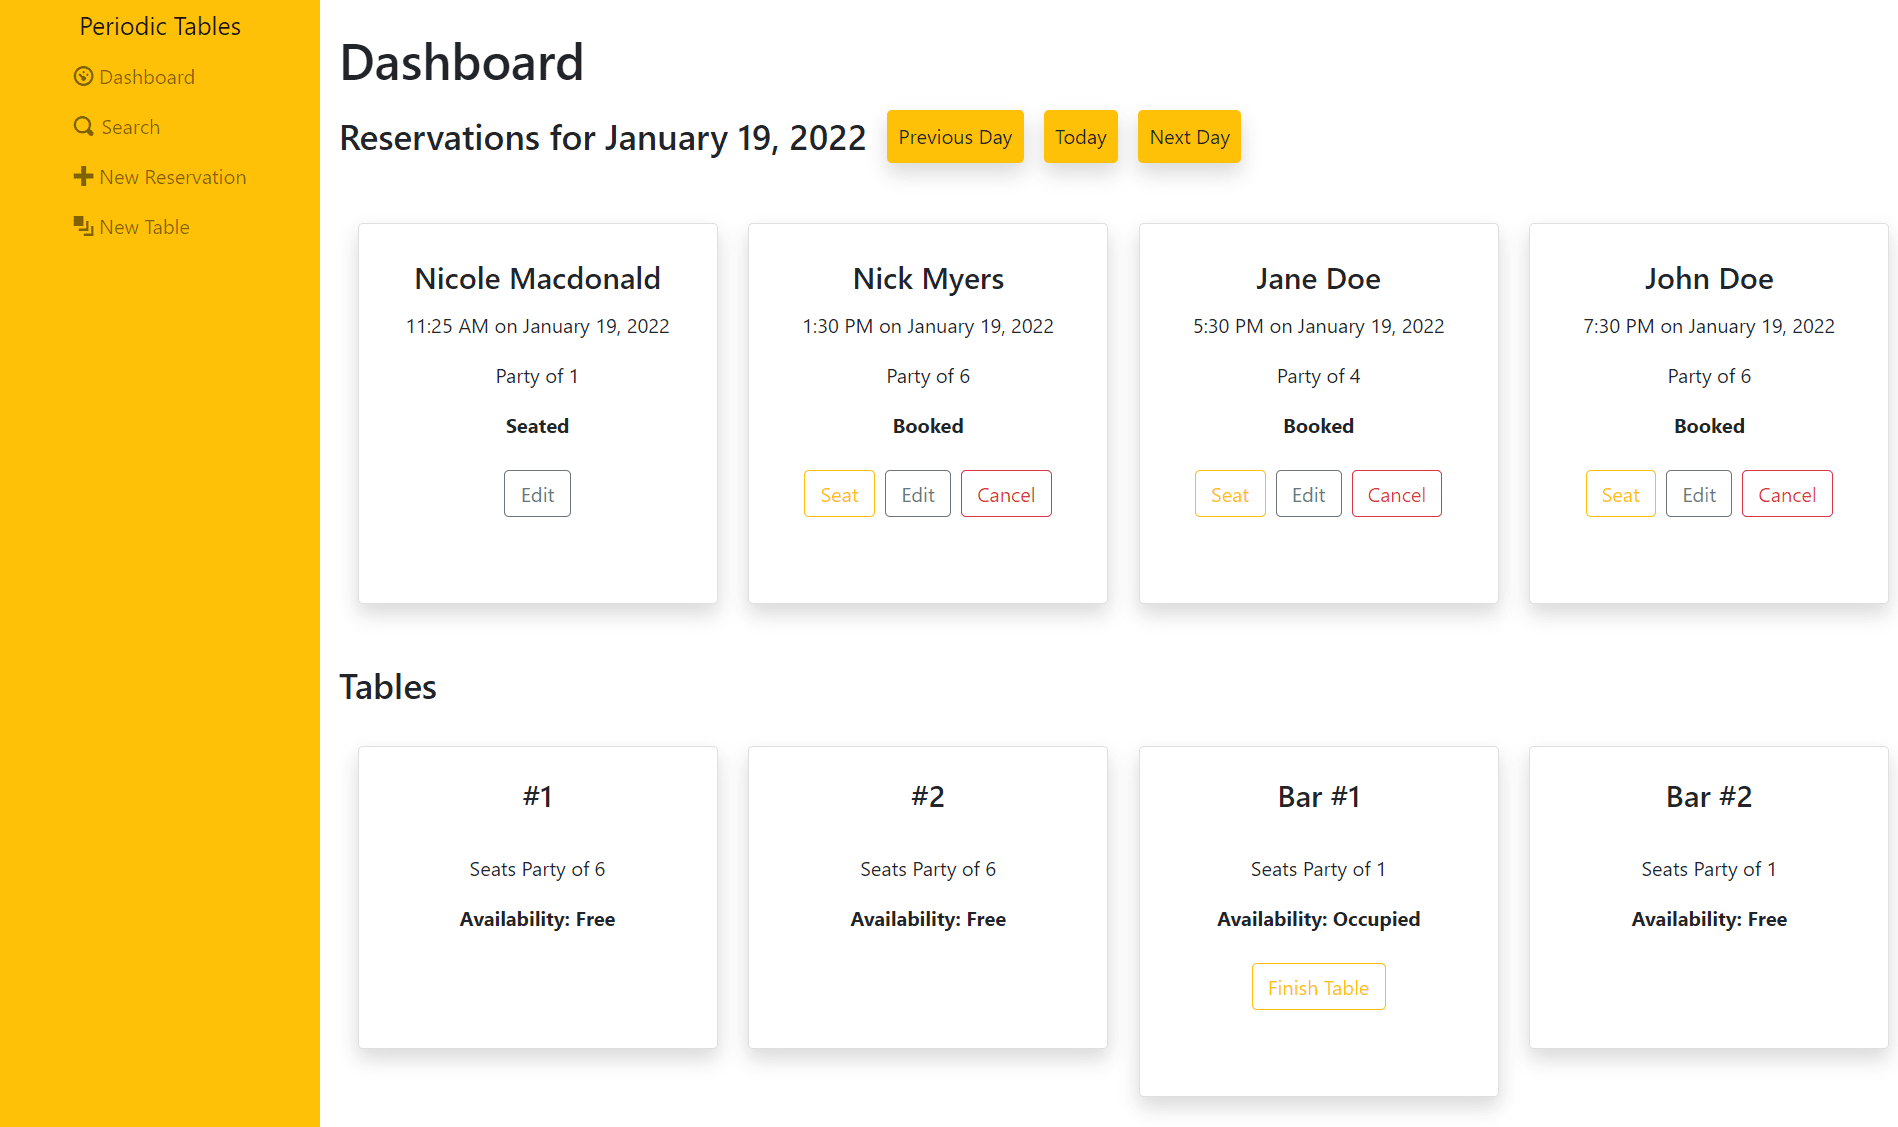 Periodic Tables
Dashboard
Search
New Reservation
New Table
Dashboard
Reservations for January 19, 2022
Previous Day
Today
Next Day
Nicole Macdonald
11:25 AM on January 19, 2022
Party of 1
Seated
Edit
Nick Myers
1:30 PM on January 19, 2022
Party of 6
Booked
Seat Edit Cancel
Jane Doe
5:30 PM on January 19, 2022
Party of 4
Booked
Seat Edit Cancel
John Doe
7:30 PM on January 19, 2022
Party of 6
Booked
Seat Edit Cancel
Tables
#1
Seats Party of 6
Availability: Free
#2
Seats Party of 6
Availability: Free
Bar #1
Seats Party of 1
Availability: Occupied
Finish Table
Bar #2
Seats Party of 1
Availability: Free